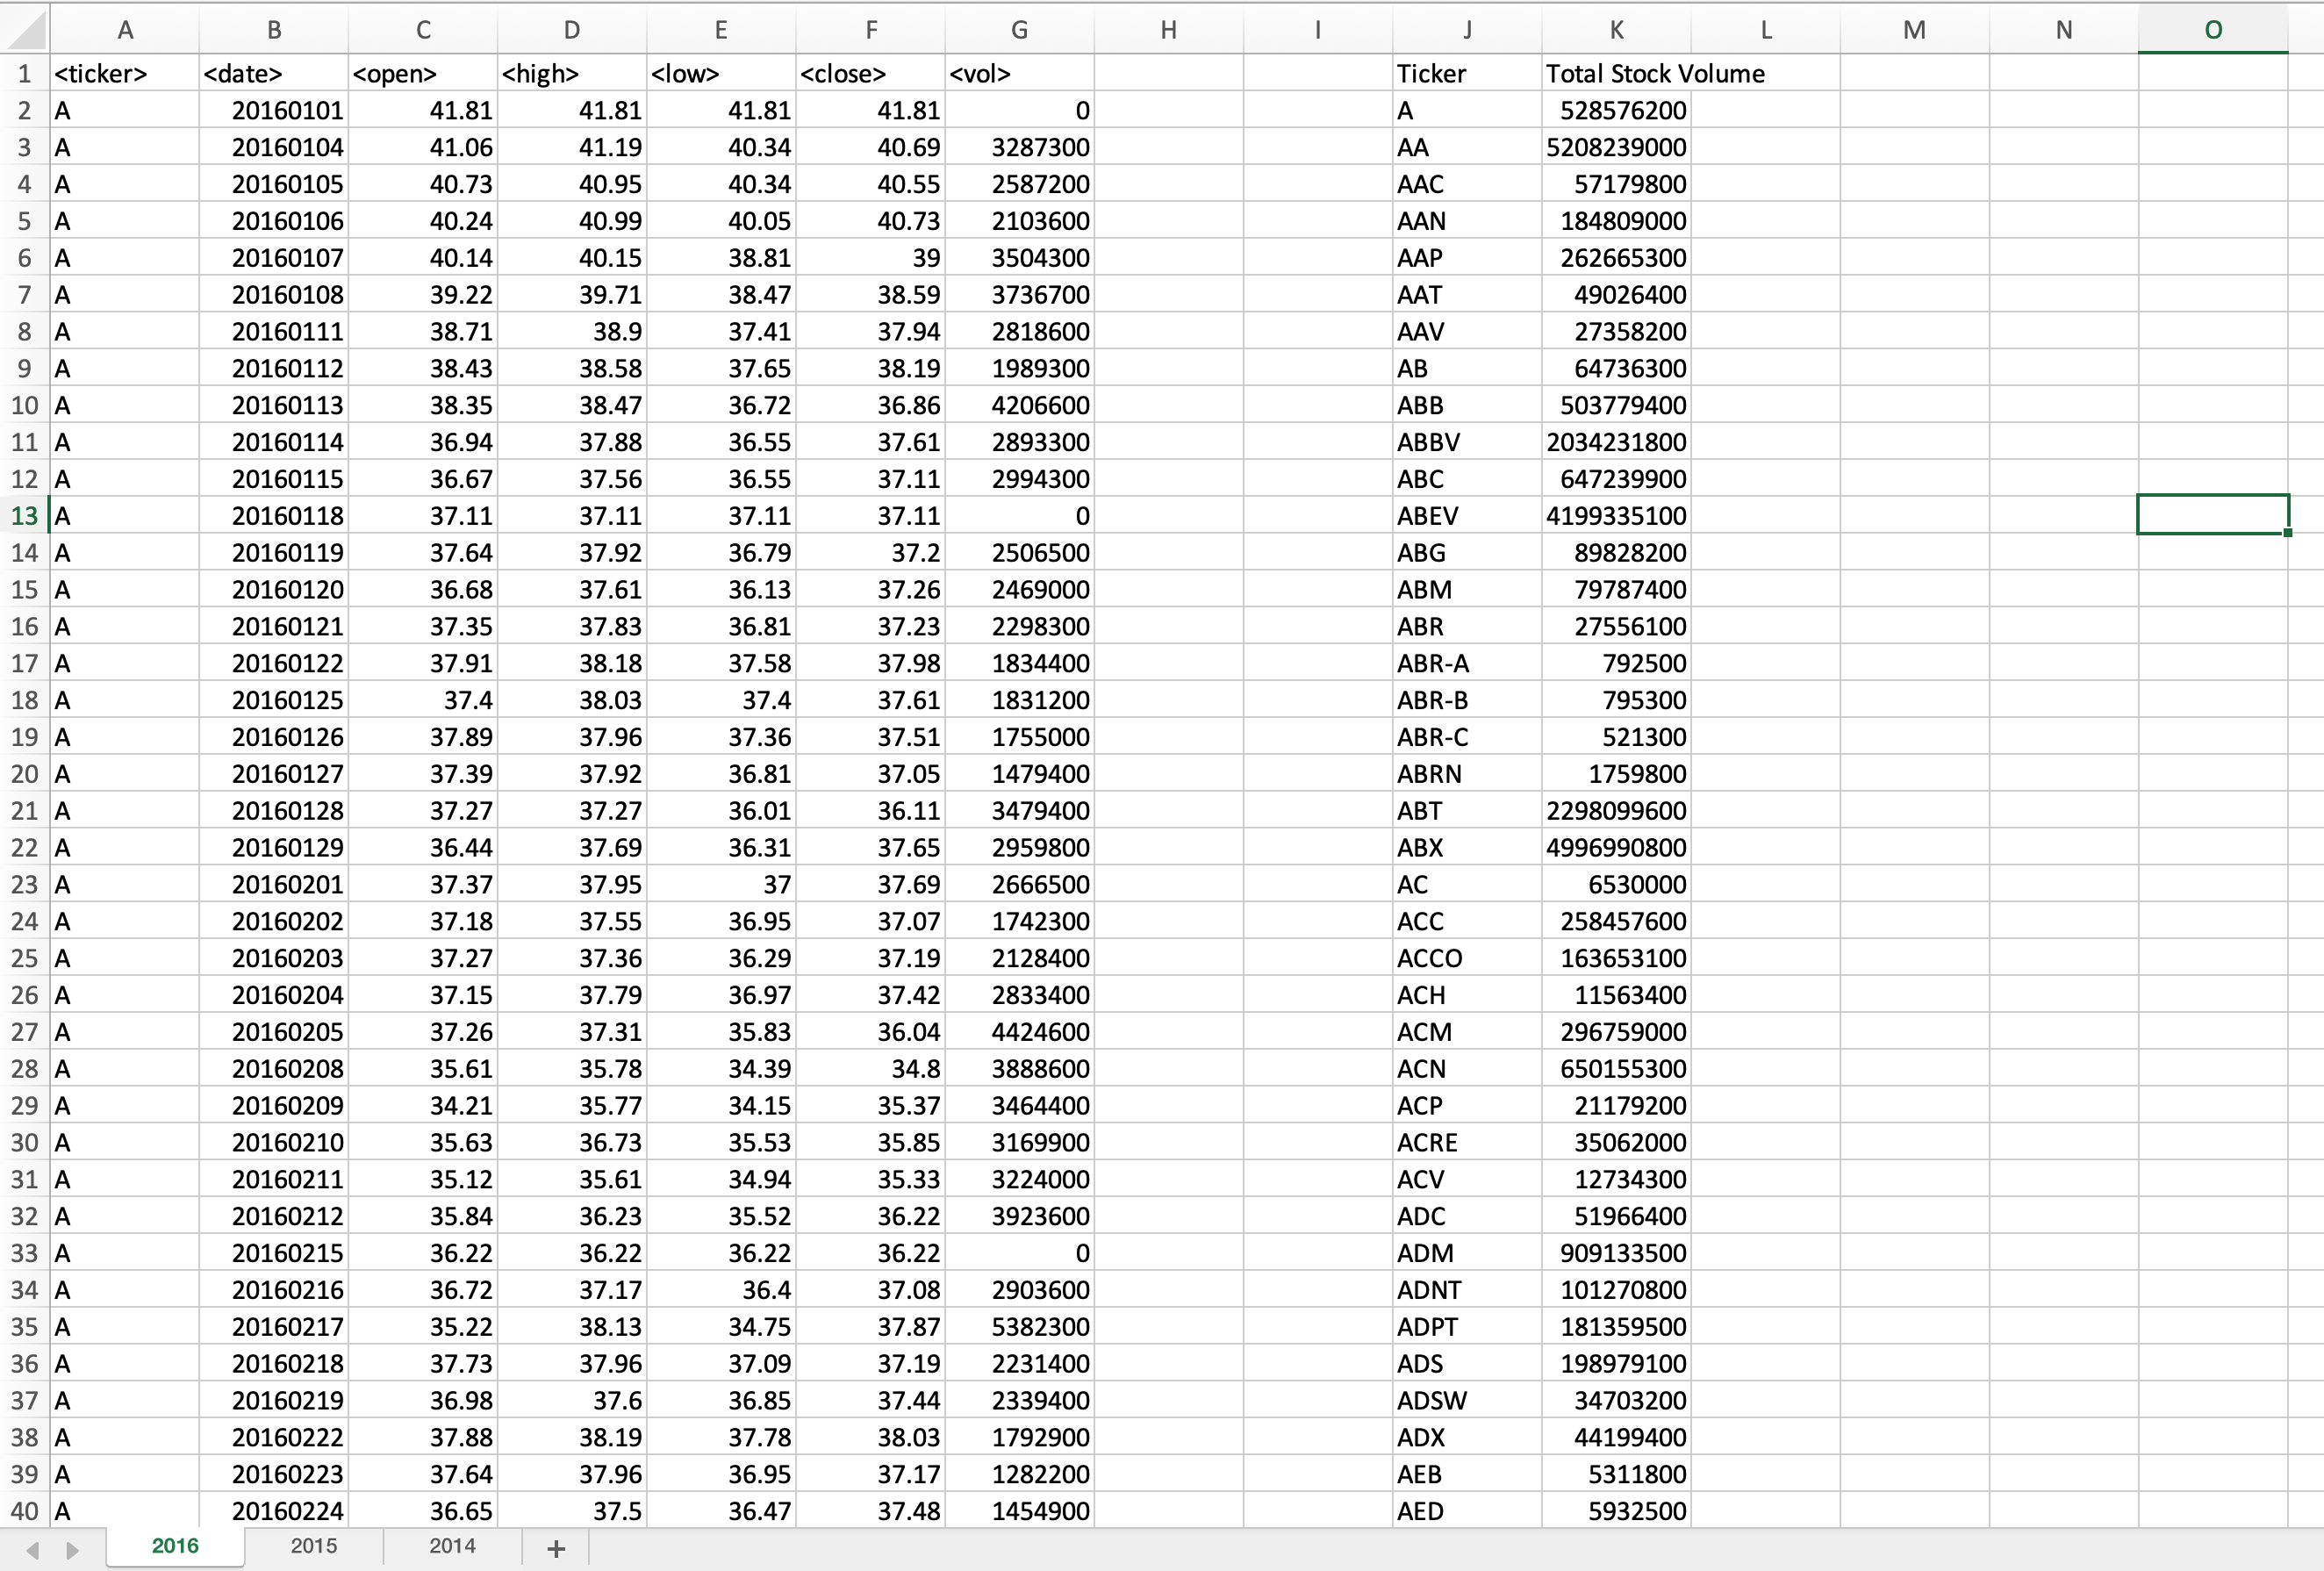 A B C D E F G H I J K L M N O
1 <ticker> <date> <open> <high> <low> <close> <vol> Ticker Total Stock Volume
2 A 20160101 41.81 41.81 41.81 41.81 0 A 528576200
3 A 20160104 41.06 41.19 40.34 40.69 3287300 AA 5208239000
4 A 20160105 40.73 40.95 40.34 40.55 2587200 AAC 57179800
5 A 20160106 40.24 40.99 40.05 40.73 2103600 AAN 184809000
6 A 20160107 40.14 40.15 38.81 39 3504300 AAP 262665300
7 A 20160108 39.22 39.71 38.47 38.59 3736700 AAT 49026400
8 A 20160111 38.71 38.9 37.41 37.94 2818600 AAV 27358200
9 A 20160112 38.43 38.58 37.65 38.19 1989300 AB 64736300
10 A 20160113 38.35 38.47 36.72 36.86 4206600 ABB 503779400
11 A 20160114 36.94 37.88 36.55 37.61 2893300 ABBV 2034231800
12 A 20160115 36.67 37.56 36.55 37.11 2994300 ABC 647239900
13 A 20160118 37.11 37.11 37.11 37.11 0 ABEV 4199335100
14 A 20160119 37.64 37.92 36.79 37.2 2506500 ABG 89828200
15 A 20160120 36.68 37.61 36.13 37.26 2469000 ABM 79787400
16 A 20160121 37.35 37.83 36.81 37.23 2298300 ABR 27556100
17 A 20160122 37.91 38.18 37.58 37.98 1834400 ABR-A 792500
18 A 20160125 37.4 38.03 37.4 37.61 1831200 ABR-B 795300
19 A 20160126 37.89 37.96 37.36 37.51 1755000 ABR-C 521300
20 A 20160127 37.39 37.92 36.81 37.05 1479400 ABRN 1759800
21 A 20160128 37.27 37.27 36.01 36.11 3479400 ABT 2298099600
22 A 20160129 36.44 37.69 36.31 37.65 2959800 ABX 4996990800
23 A 20160201 37.37 37.95 37 37.69 2666500 AC 6530000
24 A 20160202 37.18 37.55 36.95 37.07 1742300 ACC 258457600
25 A 20160203 37.27 37.36 36.29 37.19 2128400 ACCO 163653100
26 A 20160204 37.15 37.79 36.97 37.42 2833400 ACH 11563400
27 A 20160205 37.26 37.31 35.83 36.04 4424600 ACM 296759000
28 A 20160208 35.61 35.78 34.39 34.8 3888600 ACN 650155300
29 A 20160209 34.21 35.77 34.15 35.37 3464400 ACP 21179200
30 A 20160210 35.63 36.73 35.53 35.85 3169900 ACRE 35062000
31 A 20160211 35.12 35.61 34.94 35.33 3224000 ACV 12734300
32 A 20160212 35.84 36.23 35.52 36.22 3923600 ADC 51966400
33 A 20160215 36.22 36.22 36.22 36.22 0 ADM 909133500
34 A 20160216 36.72 37.17 36.4 37.08 2903600 ADNT 101270800
35 A 20160217 35.22 38.13 34.75 37.87 5382300 ADPT 181359500
36 A 20160218 37.73 37.96 37.09 37.19 2231400 ADS 198979100
37 A 20160219 36.98 37.6 36.85 37.44 2339400 ADSW 34703200
38 A 20160222 37.88 38.19 37.78 38.03 1792900 ADX 44199400
39 A 20160223 37.64 37.96 36.95 37.17 1282200 AEB 5311800
40 A 20160224 36.65 37.5 36.47 37.48 1454900 AED 5932500
2016 2015 2014 +